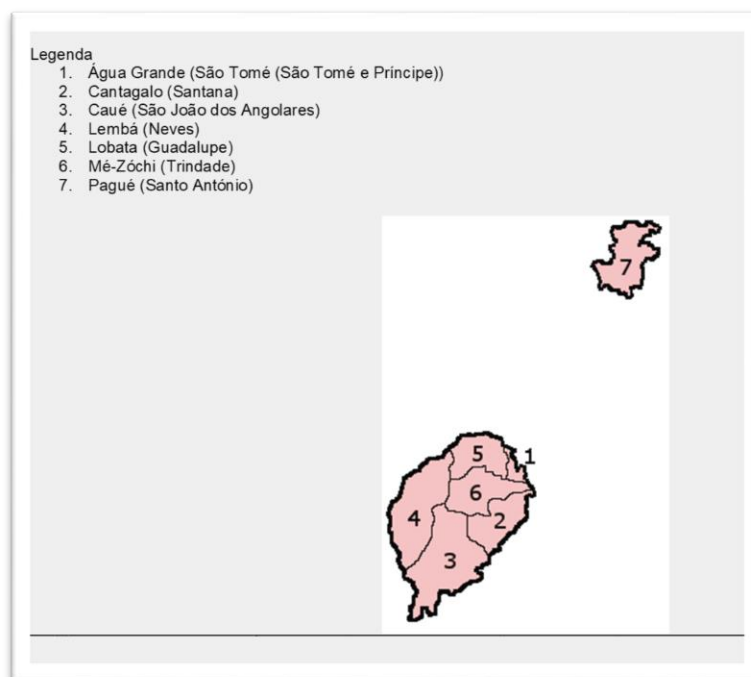 Legenda
1. Água Grande (São Tomé (São Tomé e Príncipe))
2. Cantagalo (Santana)
3. Caué (São João dos Angolares)
4. Lembá (Neves)
5. Lobata (Guadalupe)
6. Mé-Zóchi (Trindade)
7. Pagué (Santo António)
7
5 1
6
4 2
3